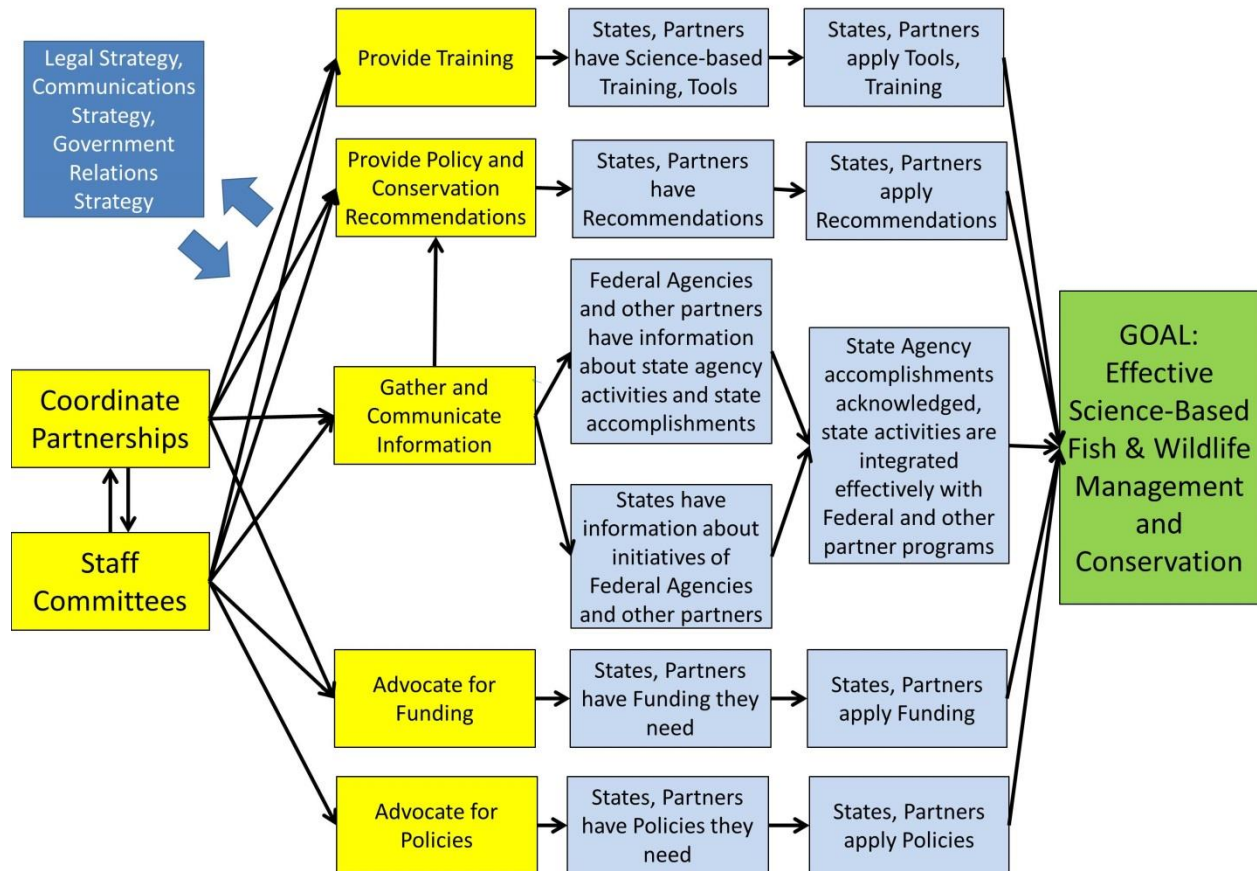 Legal Strategy,
Communications
Strategy,
Government
Relations
Strategy
Coordinate
Partnerships
Staff
Committees
Provide Training
States, Partners
have Science-based
Training, Tools
States, Partners
apply Tools,
Training
Provide Policy and
Conservation
Recommendations
States, Partners
have
Recommendations
States, Partners
apply
Recommendations
Gather and
Communicate
Information
Federal Agencies
and other partners
have information
about state agency
activities and state
accomplishments
States have
information about
initiatives of
Federal Agencies
and other partners
State Agency
accomplishments
acknowledged,
state activities are
integrated
effectively with
Federal and other
partner programs
Advocate for
Funding
States, Partners
have Funding they
need
States, Partners
apply Funding
Advocate for
Policies
States, Partners
have Policies they
need
States, Partners
apply Policies
GOAL:
Effective
Science-Based
Fish & Wildlife
Management
and
Conservation